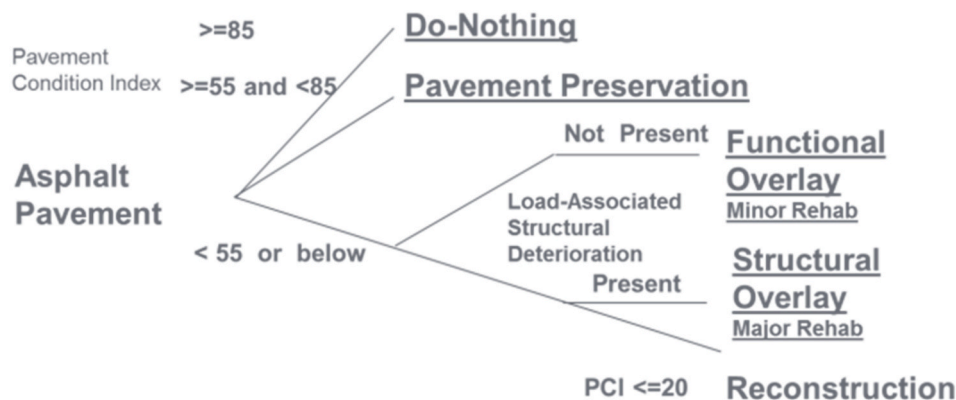 >=85
Do-Nothing
Pavement
Condition Index
>=55 and <85
Pavement Preservation
Not Present
Functional
Overlay
Minor Rehab
Asphalt
Pavement
Load-Associated
Structural
Deterioration
< 55 or below
Present
Structural
Overlay
Major Rehab
PCI <=20
Reconstruction